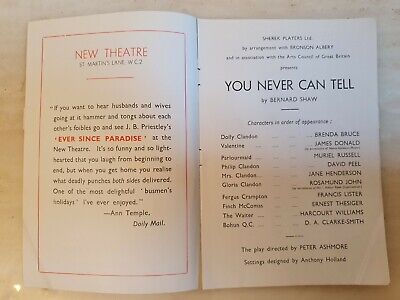 NEW THEATRE
ST. MARTIN'S LANE, W.C.2
"If you want to hear husbands and wives
going at it hammer and tongs about each
other's foibles go and see J. B. Priestley's
'EVER SINCE PARADISE' at the
New Theatre. It's so funny and so light-
hearted that you laugh from beginning to
end, but when you get home you realise
what deadly punches both sides delivered.
One of the most delightful 'busmen's
holidays' I've ever enjoyed."
—Ann Temple,
Daily Mail.
SHEREK PLAYERS Ltd.
by arrangement with BRONSON ALBERY
and in association with the Arts Council of Great Britain
presents
YOU NEVER CAN TELL
by BERNARD SHAW
Characters in order of appearance :
Dolly Clandon ... BRENDA BRUCE
Valentine ... JAMES DONALD
Parlourmaid ... MURIEL RUSSELL
Philip Clandon ... DAVID PEEL
Mrs. Clandon ... JANE HENDERSON
Gloria Clandon ... ROSAMUND JOHN
Fergus Crampton ... FRANCIS LISTER
Finch McComas ... ERNEST THESIGER
The Waiter ... HARCOURT WILLIAMS
Bohun Q.C. ... D. A. CLARKE-SMITH
The play directed by PETER ASHMORE
Settings designed by Anthony Holland